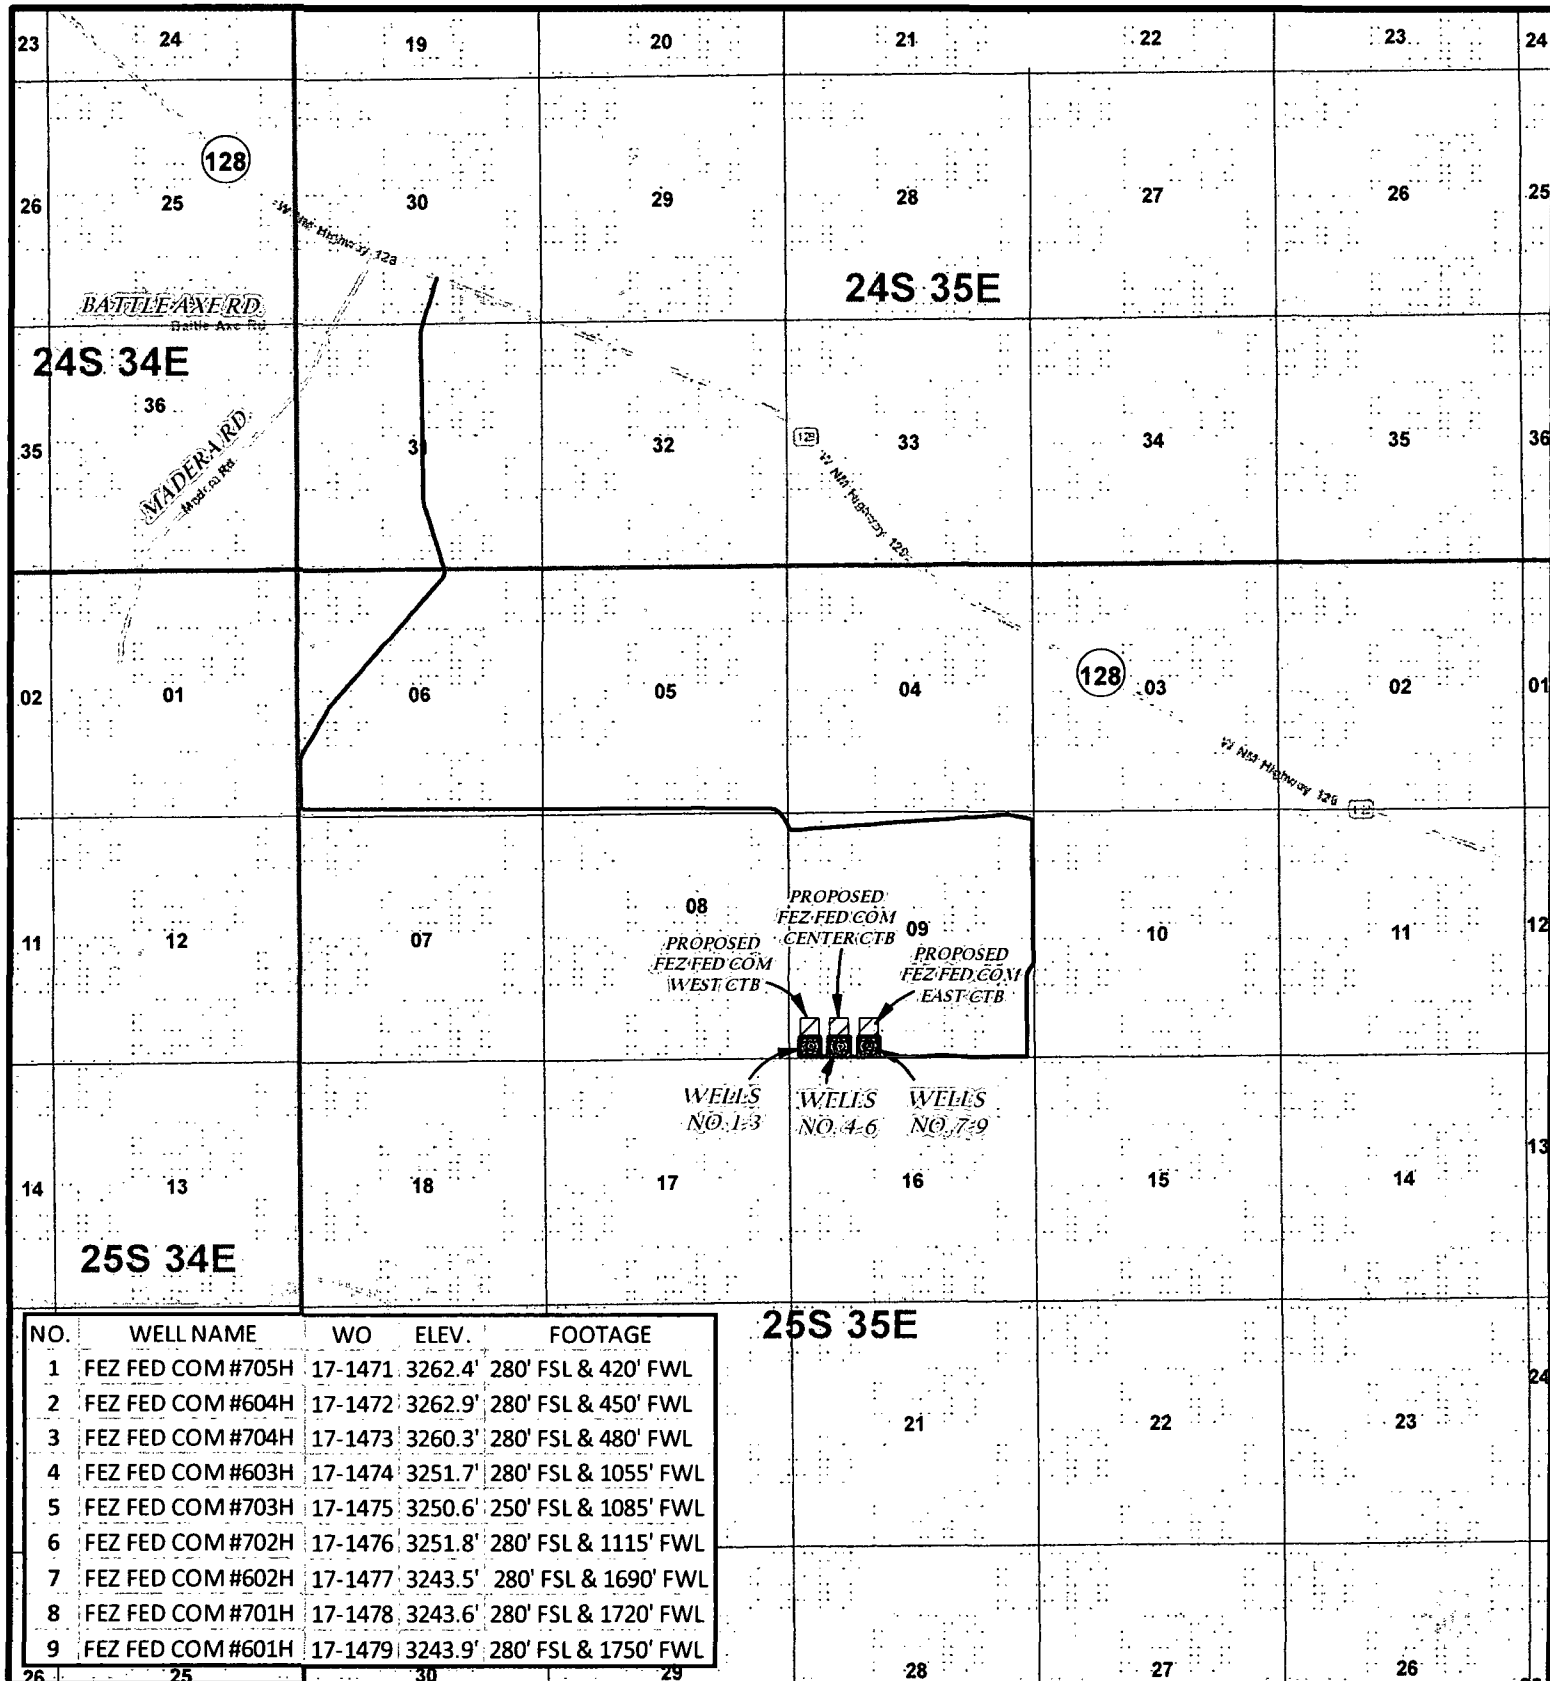 23 24 19 20 21 22 23 24
128
26 25 30 29 28 27 26 25
W NM Highway 128
24S 35E
BATTLE AXE RD.
Battle Axe Rd
24S 34E
36
MADERA RD.
Madera Rd
35 31 32 33 34 35 36
128
W NM Highway 128
02 01 06 05 04 03 02 01
128
W NM Highway 128
11 12 07 08 09 10 11 12
PROPOSED
FEZ FED COM
WEST CTB
PROPOSED
FEZ FED COM
CENTER CTB
PROPOSED
FEZ FED COM
EAST CTB
WELLS
NO. 1-3
WELLS
NO. 4-6
WELLS
NO. 7-9
14 13 18 17 16 15 14 13
25S 34E
25S 35E
21 22 23 24
NO. WELL NAME WO ELEV. FOOTAGE
1 FEZ FED COM #705H 17-1471 3262.4' 280' FSL & 420' FWL
2 FEZ FED COM #604H 17-1472 3262.9' 280' FSL & 450' FWL
3 FEZ FED COM #704H 17-1473 3260.3' 280' FSL & 480' FWL
4 FEZ FED COM #603H 17-1474 3251.7' 280' FSL & 1055' FWL
5 FEZ FED COM #703H 17-1475 3250.6' 250' FSL & 1085' FWL
6 FEZ FED COM #702H 17-1476 3251.8' 280' FSL & 1115' FWL
7 FEZ FED COM #602H 17-1477 3243.5' 280' FSL & 1690' FWL
8 FEZ FED COM #701H 17-1478 3243.6' 280' FSL & 1720' FWL
9 FEZ FED COM #601H 17-1479 3243.9' 280' FSL & 1750' FWL
26 25 30 29 28 27 26